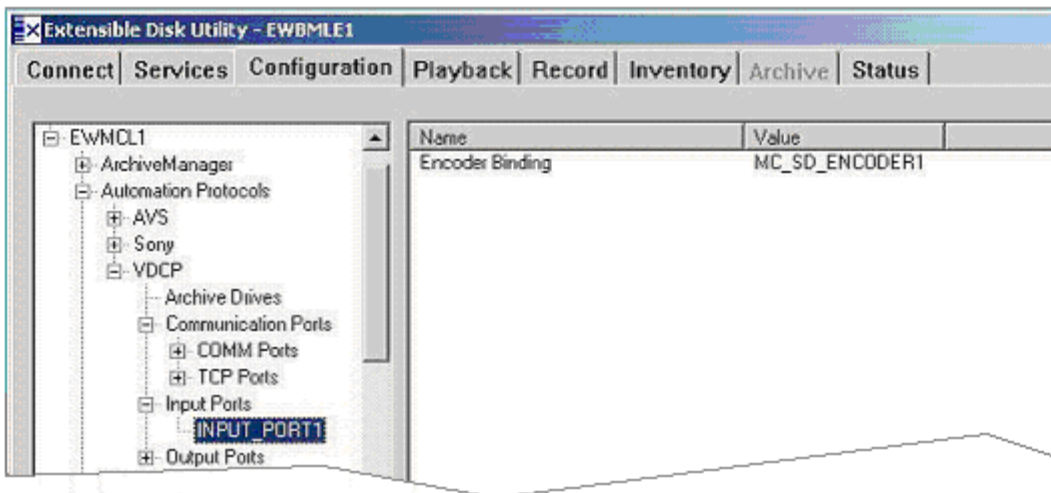 Extensible Disk Utility - EWBMLE1
Connect Services Configuration Playback Record Inventory Archive Status
EWMCL1
ArchiveManager
Automation Protocols
AVS
Sony
VDCP
Archive Drives
Communication Ports
COMM Ports
TCP Ports
Input Ports
INPUT_PORT1
Output Ports
Name Value
Encoder Binding MC_SD_ENCODER1